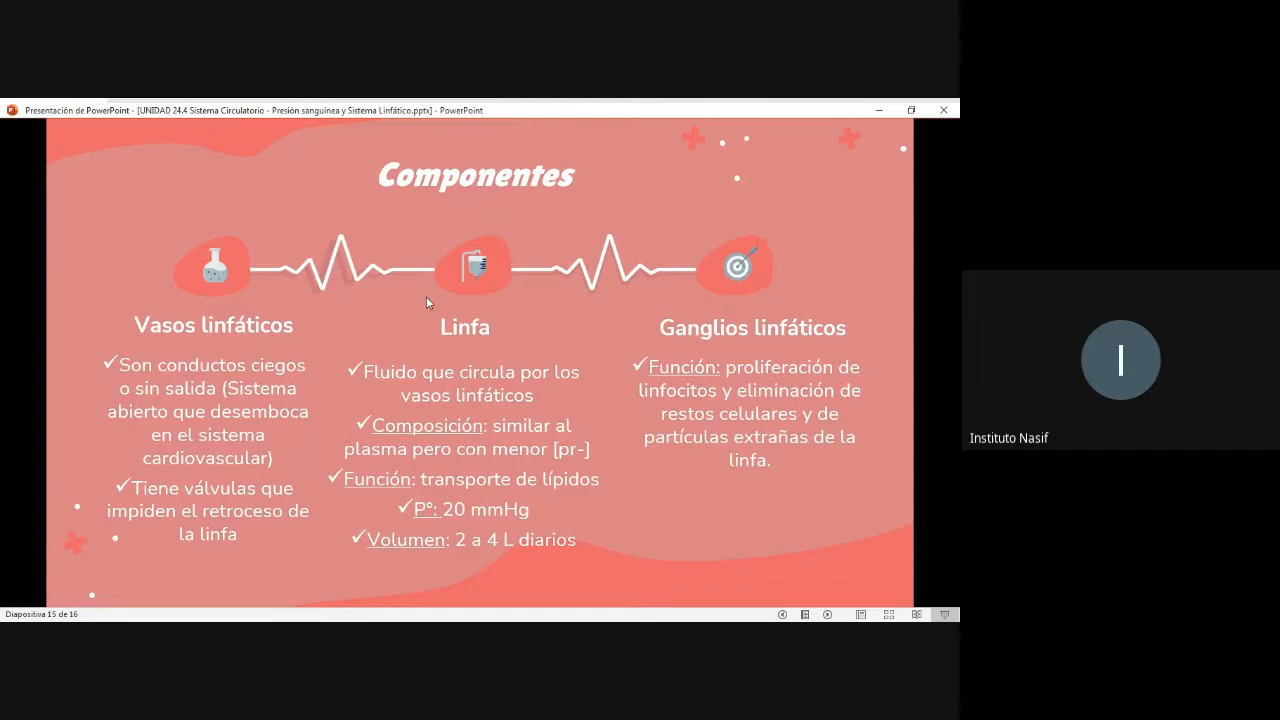 Presentación de PowerPoint - [UNIDAD 24.4 Sistema Circulatorio - Presión sanguínea y Sistema Linfático.pptx] - PowerPoint
Componentes
Vasos linfáticos
✓Son conductos ciegos
o sin salida (Sistema
abierto que desemboca
en el sistema
cardiovascular)
✓Tiene válvulas que
impiden el retroceso de
la linfa
Linfa
✓Fluido que circula por los
vasos linfáticos
✓Composición: similar al
plasma pero con menor [pr-]
✓Función: transporte de lípidos
✓Pº: 20 mmHg
✓Volumen: 2 a 4 L diarios
Ganglios linfáticos
✓Función: proliferación de
linfocitos y eliminación de
restos celulares y de
partículas extrañas de la
linfa.
Diapositiva 15 de 16
I
Instituto Nasif